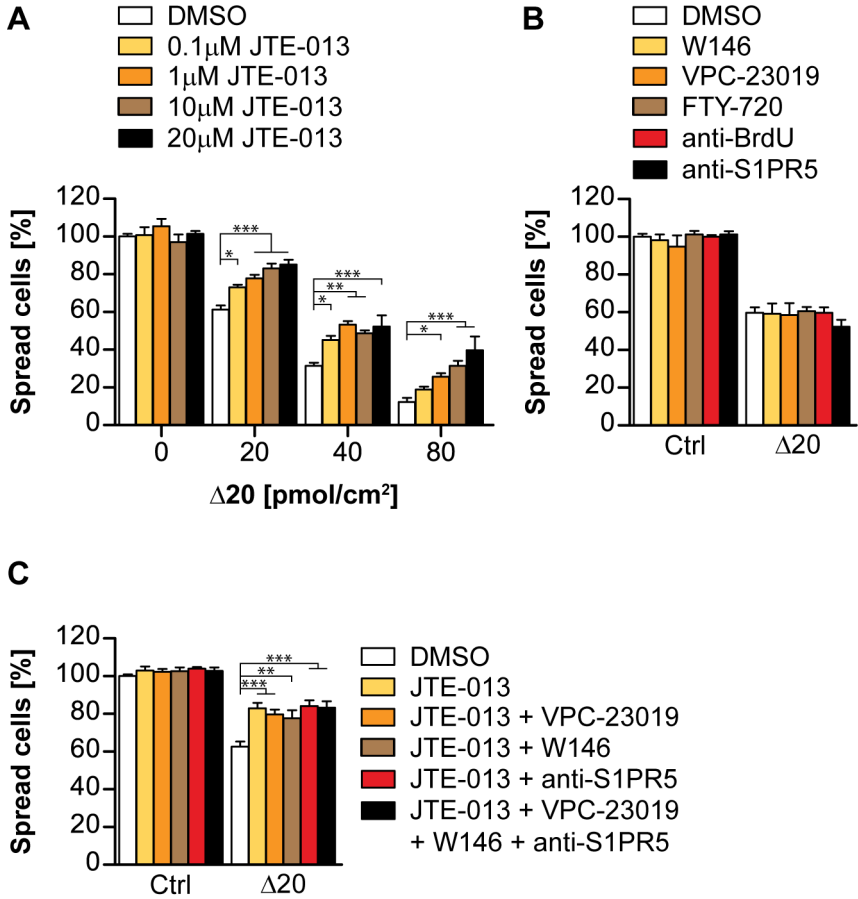 A
DMSO
0.1µM JTE-013
1µM JTE-013
10µM JTE-013
20µM JTE-013
Spread cells [%]
120
100
80
60
40
20
0
***
*
***
**
*
***
*
0 20 40 80
Δ20 [pmol/cm²]
B
DMSO
W146
VPC-23019
FTY-720
anti-BrdU
anti-S1PR5
Spread cells [%]
120
100
80
60
40
20
0
Ctrl Δ20
C
Spread cells [%]
120
100
80
60
40
20
0
***
**
***
Ctrl Δ20
DMSO
JTE-013
JTE-013 + VPC-23019
JTE-013 + W146
JTE-013 + anti-S1PR5
JTE-013 + VPC-23019
+ W146 + anti-S1PR5